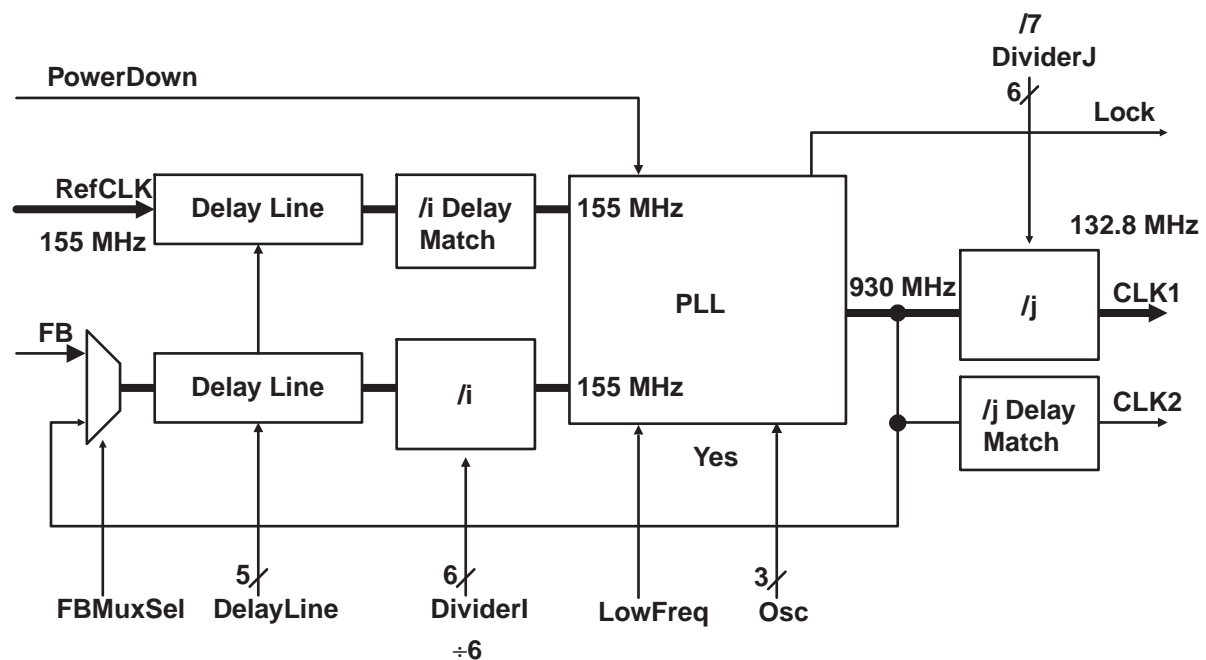 /7
DividerJ
PowerDown
6
Lock
RefCLK
Delay Line
/i Delay
Match
155 MHz
155 MHz
132.8 MHz
PLL
930 MHz
/j
CLK1
FB
Delay Line
/i
155 MHz
/j Delay
Match
CLK2
Yes
5
6
3
FBMuxSel
DelayLine
DividerI
LowFreq
Osc
÷6